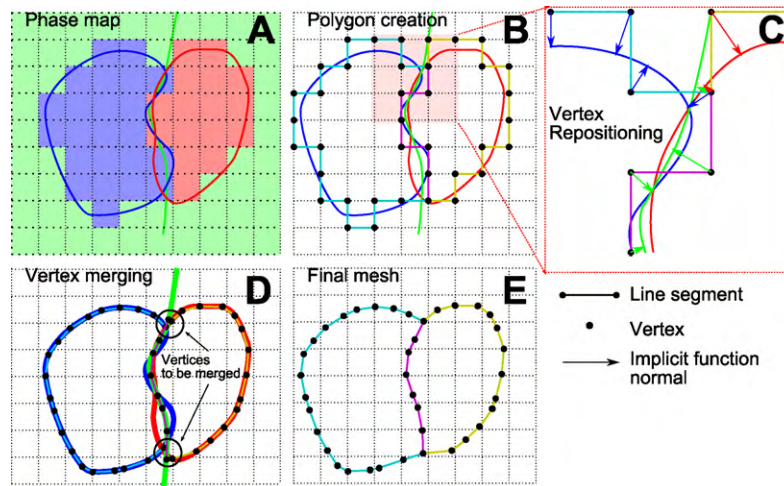 Phase map
A
Polygon creation
B
C
Vertex
Repositioning
Vertex merging
D
Vertices
to be merged
Final mesh
E
Line segment
Vertex
Implicit function
normal